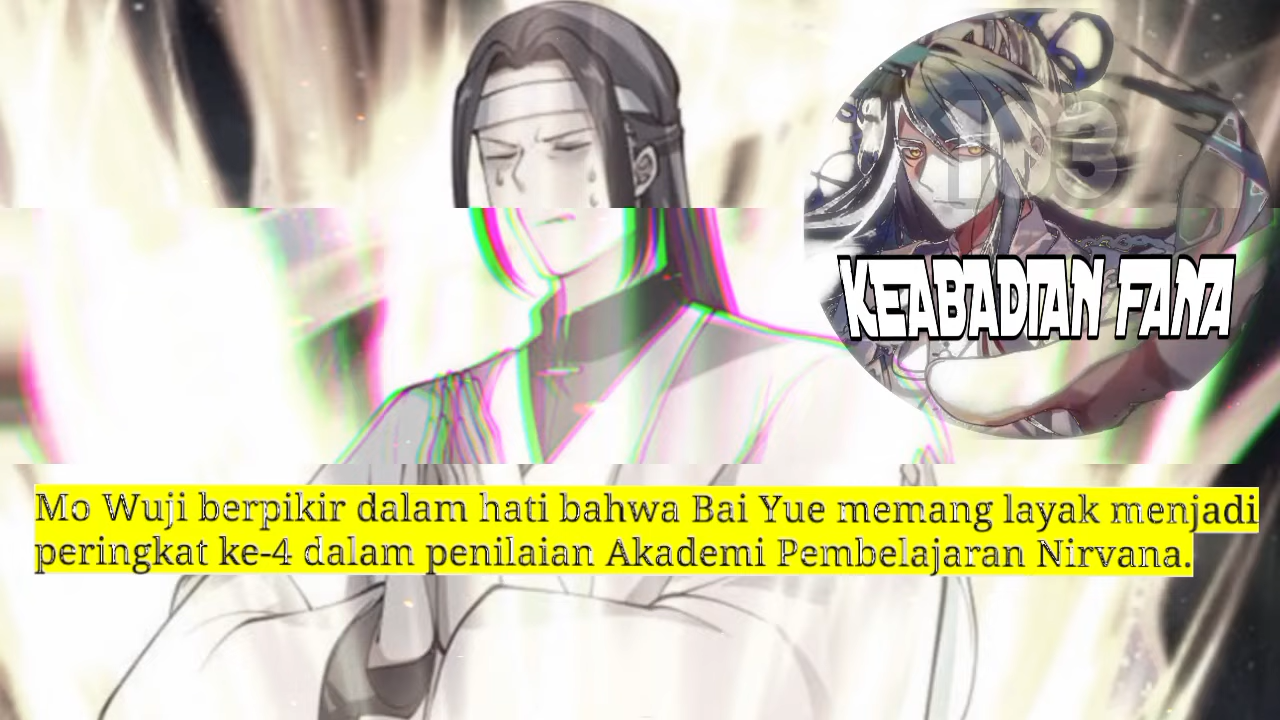 KEABADIAN FANA
Mo Wuji berpikir dalam hati bahwa Bai Yue memang layak menjadi
peringkat ke-4 dalam penilaian Akademi Pembelajaran Nirvana.